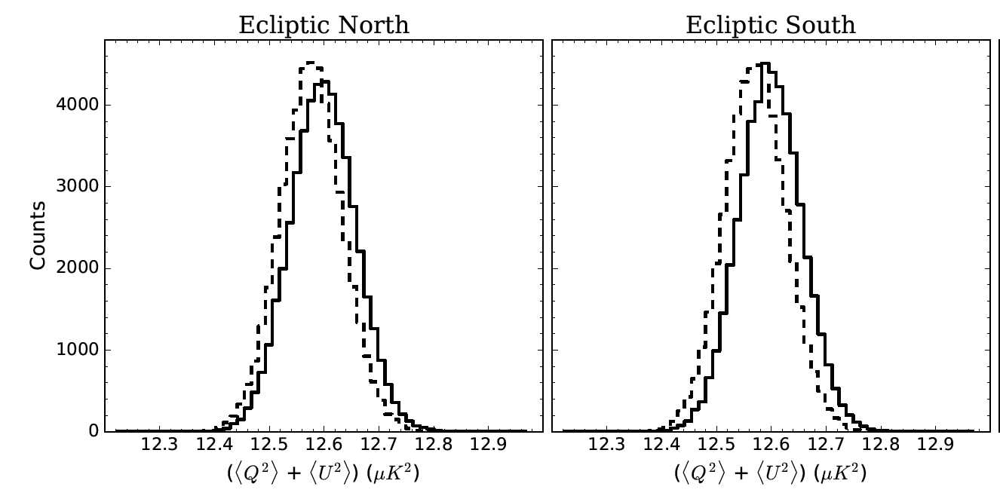 Ecliptic North
Ecliptic South
Counts
4000
3000
2000
1000
0
12.3 12.4 12.5 12.6 12.7 12.8 12.9
12.3 12.4 12.5 12.6 12.7 12.8 12.9
(⟨Q²⟩ + ⟨U²⟩) (μK²)
(⟨Q²⟩ + ⟨U²⟩) (μK²)